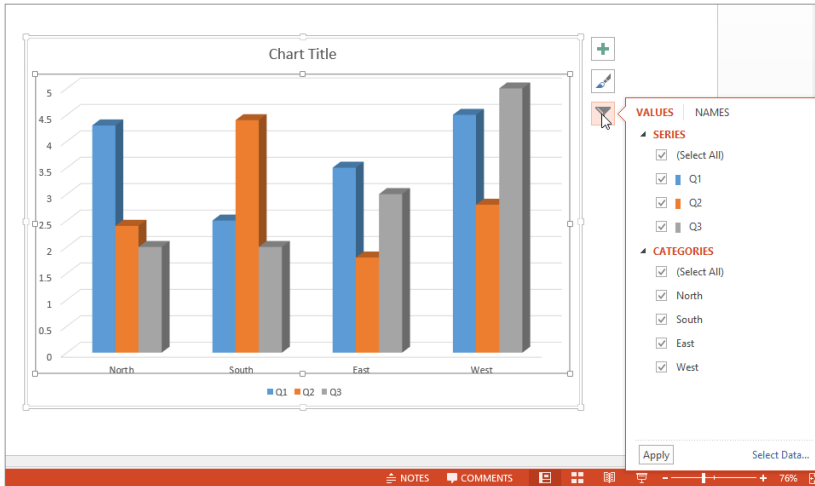 Chart Title
5
4.5
4
3.5
3
2.5
2
1.5
1
0.5
0
North South East West
Q1 Q2 Q3
VALUES NAMES
SERIES
(Select All)
Q1
Q2
Q3
CATEGORIES
(Select All)
North
South
East
West
Apply Select Data...
NOTES COMMENTS 76%